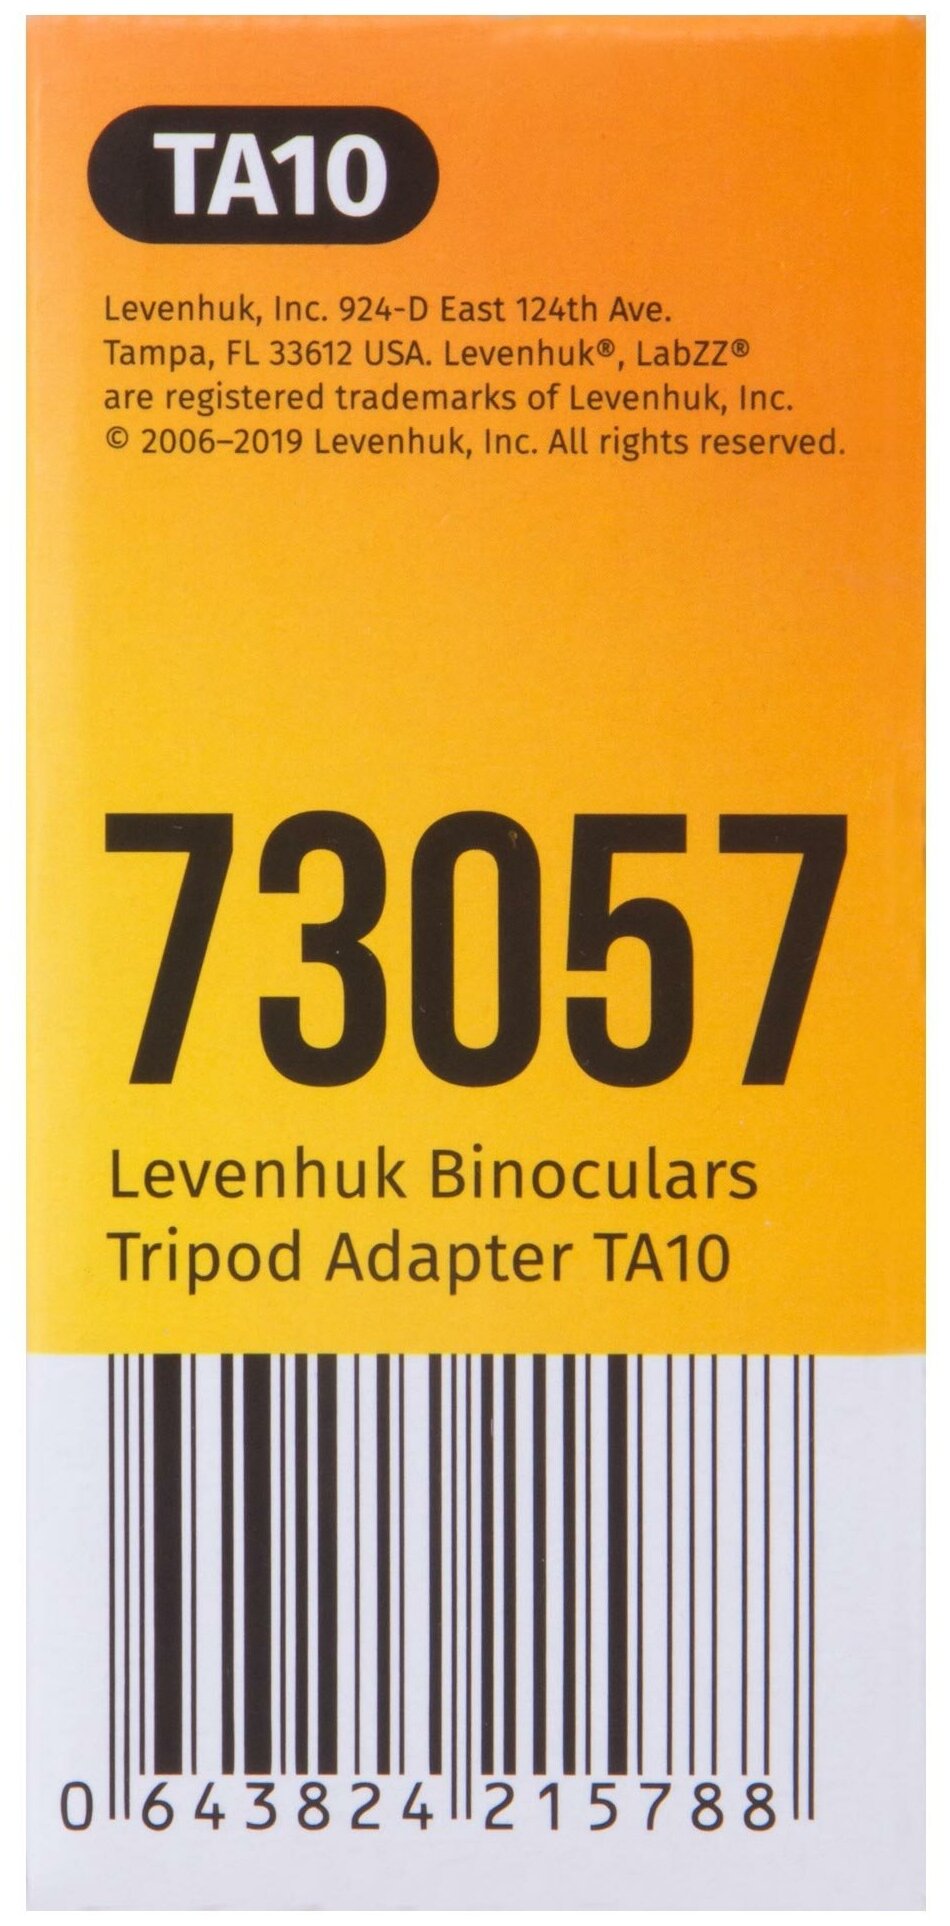 TA10
Levenhuk, Inc. 924-D East 124th Ave.
Tampa, FL 33612 USA. Levenhuk®, LabZZ®
are registered trademarks of Levenhuk, Inc.
© 2006–2019 Levenhuk, Inc. All rights reserved.
73057
Levenhuk Binoculars
Tripod Adapter TA10
0 643824 215788